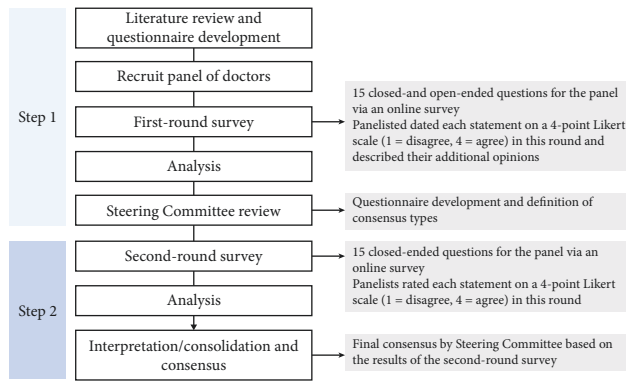 Step 1
Literature review and
questionnaire development
Recruit panel of doctors
First-round survey
15 closed-and open-ended questions for the panel
via an online survey
Panelisted dated each statement on a 4-point Likert
scale (1 = disagree, 4 = agree) in this round and
described their additional opinions
Analysis
Steering Committee review
Questionnaire development and definition of
consensus types
Step 2
Second-round survey
15 closed-ended questions for the panel via an
online survey
Panelists rated each statement on a 4-point Likert
scale (1 = disagree, 4 = agree) in this round
Analysis
Interpretation/consolidation and
consensus
Final consensus by Steering Committee based on
the results of the second-round survey